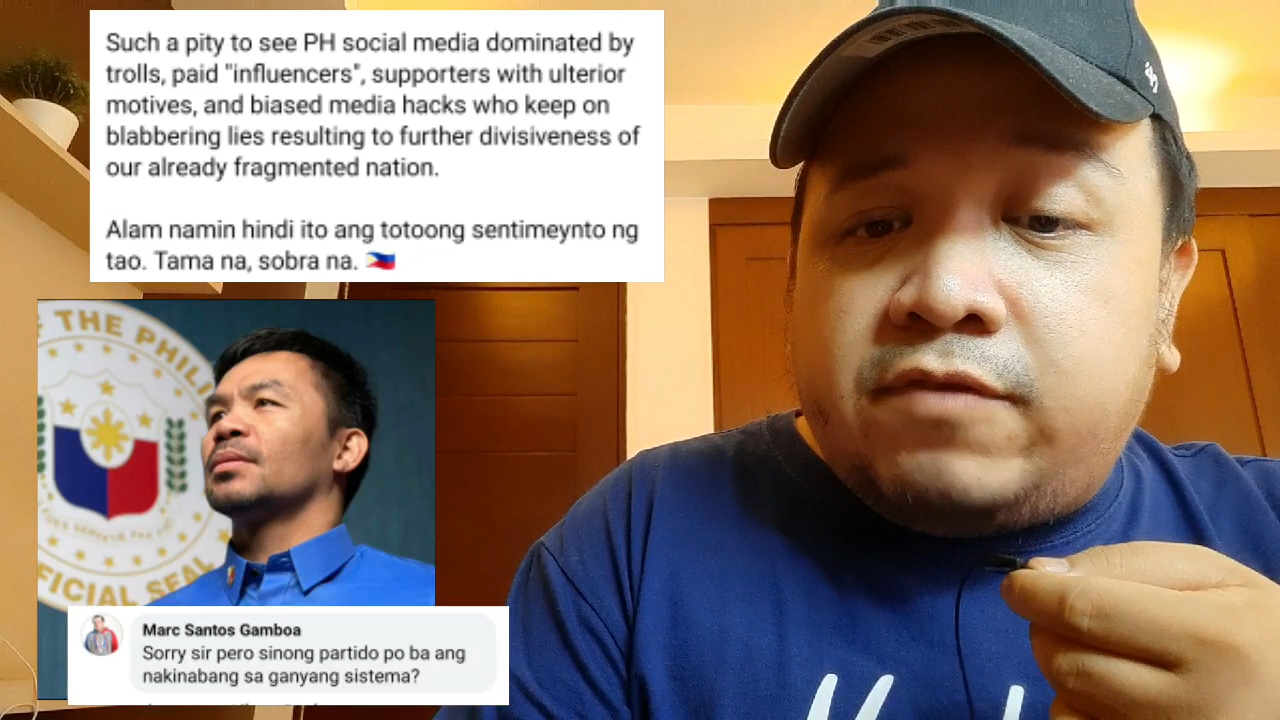 Such a pity to see PH social media dominated by
trolls, paid "influencers", supporters with ulterior
motives, and biased media hacks who keep on
blabbering lies resulting to further divisiveness of
our already fragmented nation.
Alam namin hindi ito ang totoong sentimeynto ng
tao. Tama na, sobra na. 🇵🇭
THE PHILI
FICIAL SEAL
Marc Santos Gamboa
Sorry sir pero sinong partido po ba ang
nakinabang sa ganyang sistema?